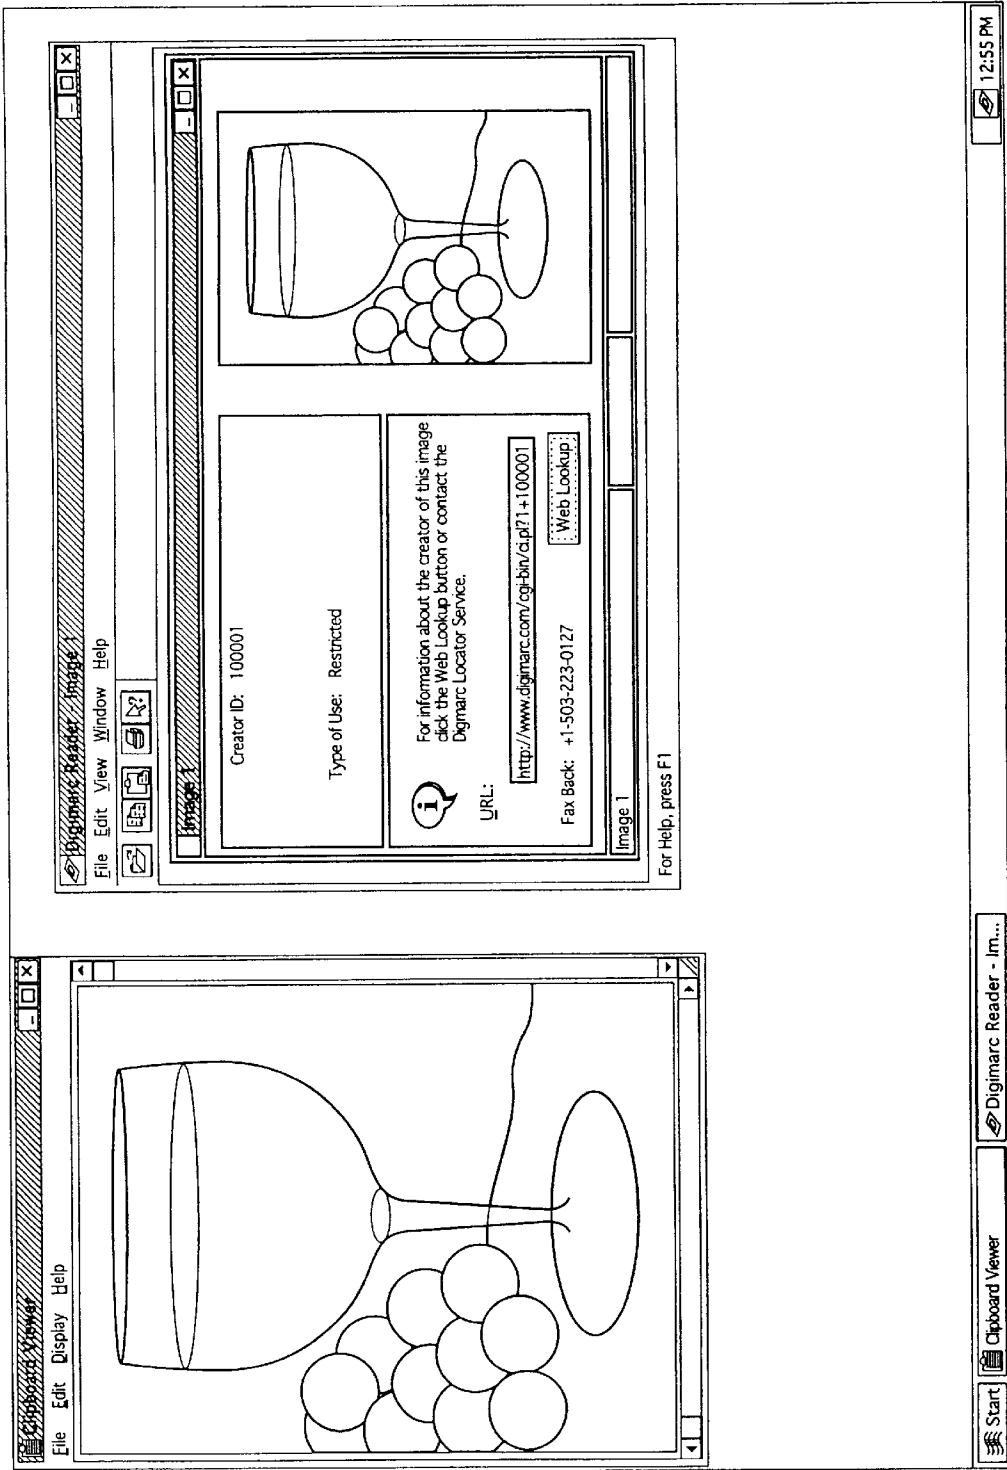 Clipboard Viewer
File Edit Display Help
Digimarc Reader - Image 1
File Edit View Window Help
Image 1
Creator ID: 100001
Type of Use: Restricted
For information about the creator of this image
click the Web Lookup button or contact the
Digmarc Locator Service.
URL:
http://www.digimarc.com/cgi-bin/ci.pl?1+100001
Fax Back: +1-503-223-0127
Web Lookup
Image 1
For Help, press F1
Start
Clipboard Viewer
Digimarc Reader - Im...
12:55 PM